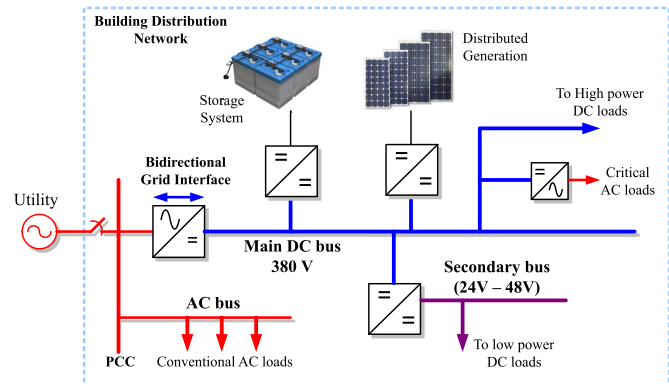 Building Distribution
Network
Storage
System
Distributed
Generation
To High power
DC loads
Bidirectional
Grid Interface
Critical
AC loads
Utility
Main DC bus
380 V
Secondary bus
(24V – 48V)
AC bus
PCC
Conventional AC loads
To low power
DC loads